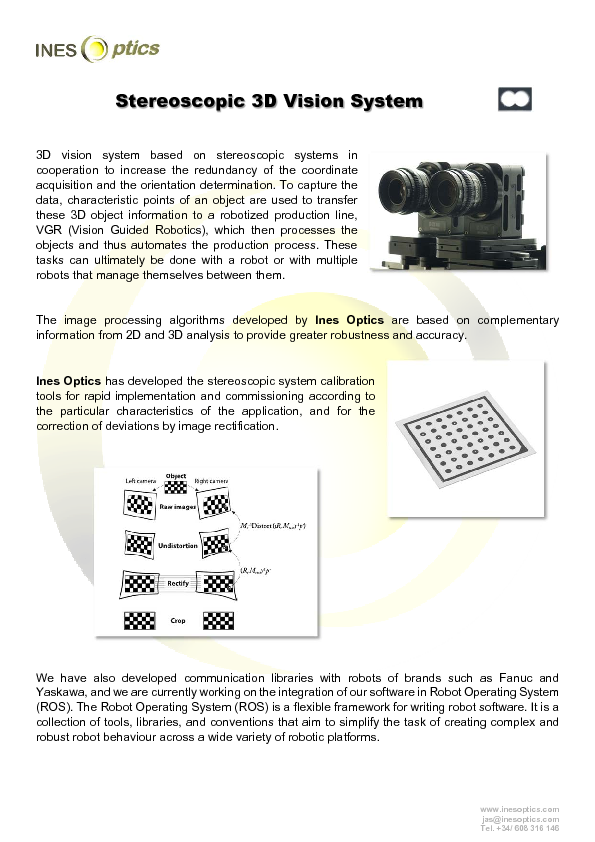 INES Optics
Stereoscopic 3D Vision System
3D vision system based on stereoscopic systems in
cooperation to increase the redundancy of the coordinate
acquisition and the orientation determination. To capture the
data, characteristic points of an object are used to transfer
these 3D object information to a robotized production line,
VGR (Vision Guided Robotics), which then processes the
objects and thus automates the production process. These
tasks can ultimately be done with a robot or with multiple
robots that manage themselves between them.
The image processing algorithms developed by Ines Optics are based on complementary
information from 2D and 3D analysis to provide greater robustness and accuracy.
Ines Optics has developed the stereoscopic system calibration
tools for rapid implementation and commissioning according to
the particular characteristics of the application, and for the
correction of deviations by image rectification.
Object
Left camera
Right camera
Raw images
Undistortion
Rectify
Crop
We have also developed communication libraries with robots of brands such as Fanuc and
Yaskawa, and we are currently working on the integration of our software in Robot Operating System
(ROS). The Robot Operating System (ROS) is a flexible framework for writing robot software. It is a
collection of tools, libraries, and conventions that aim to simplify the task of creating complex and
robust robot behaviour across a wide variety of robotic platforms.
www.inesoptics.com
jas@inesoptics.com
Tel. +34/ 608 316 146